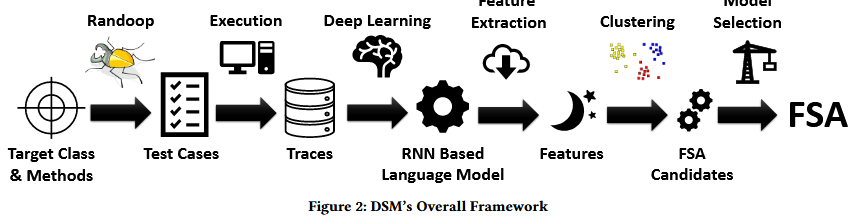 Randoop
Execution
Deep Learning
Feature
Extraction
Clustering
Model
Selection
FSA
Target Class
& Methods
Test Cases
Traces
RNN Based
Language Model
Features
FSA
Candidates
Figure 2: DSM's Overall Framework